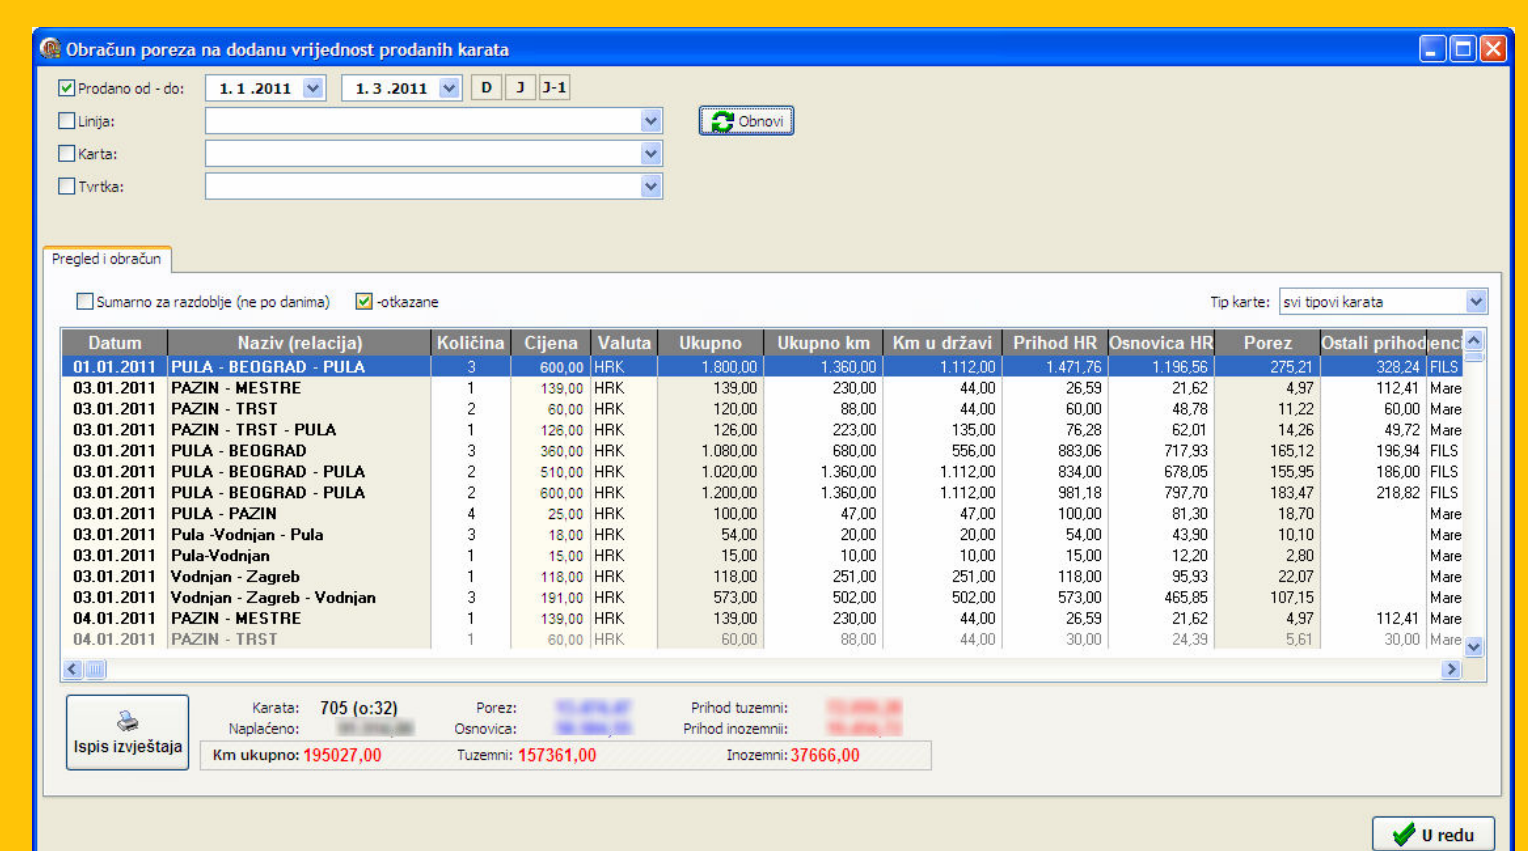 Obračun poreza na dodanu vrijednost prodanih karata
Prodano od - do: 1. 1 .2011 1. 3 .2011 D J J-1
Linija: Obnovi
Karta:
Tvrtka:
Pregled i obračun
Sumarno za razdoblje (ne po danima) -otkazane Tip karte: svi tipovi karata
Datum Naziv (relacija) Količina Cijena Valuta Ukupno Ukupno km Km u državi Prihod HR Osnovica HR Porez Ostali prihod enc
01.01.2011 PULA - BEOGRAD - PULA 3 600,00 HRK 1.800,00 1.360,00 1.112,00 1.471,76 1.196,56 275,21 328,24 FILS
03.01.2011 PAZIN - MESTRE 1 139,00 HRK 139,00 230,00 44,00 26,59 21,62 4,97 112,41 Mare
03.01.2011 PAZIN - TRST 2 60,00 HRK 120,00 88,00 44,00 60,00 48,78 11,22 60,00 Mare
03.01.2011 PAZIN - TRST - PULA 1 126,00 HRK 126,00 223,00 135,00 76,28 62,01 14,26 49,72 Mare
03.01.2011 PULA - BEOGRAD 3 360,00 HRK 1.080,00 680,00 556,00 883,06 717,93 165,12 196,94 FILS
03.01.2011 PULA - BEOGRAD - PULA 2 510,00 HRK 1.020,00 1.360,00 1.112,00 834,00 678,05 155,95 186,00 FILS
03.01.2011 PULA - BEOGRAD - PULA 2 600,00 HRK 1.200,00 1.360,00 1.112,00 981,18 797,70 183,47 218,82 FILS
03.01.2011 PULA - PAZIN 4 25,00 HRK 100,00 47,00 47,00 100,00 81,30 18,70 Mare
03.01.2011 Pula -Vodnjan - Pula 3 18,00 HRK 54,00 20,00 20,00 54,00 43,90 10,10 Mare
03.01.2011 Pula-Vodnjan 1 15,00 HRK 15,00 10,00 10,00 15,00 12,20 2,80 Mare
03.01.2011 Vodnjan - Zagreb 1 118,00 HRK 118,00 251,00 251,00 118,00 95,93 22,07 Mare
03.01.2011 Vodnjan - Zagreb - Vodnjan 3 191,00 HRK 573,00 502,00 502,00 573,00 465,85 107,15 Mare
04.01.2011 PAZIN - MESTRE 1 139,00 HRK 139,00 230,00 44,00 26,59 21,62 4,97 112,41 Mare
04.01.2011 PAZIN - TRST 1 60,00 HRK 60,00 88,00 44,00 30,00 24,39 5,61 30,00 Mare
Karata: 705 (o:32) Porez: Prihod tuzemni:
Naplaćeno: Osnovica: Prihod inozemnii:
Ispis izvještaja Km ukupno: 195027,00 Tuzemni: 157361,00 Inozemni: 37666,00
U redu